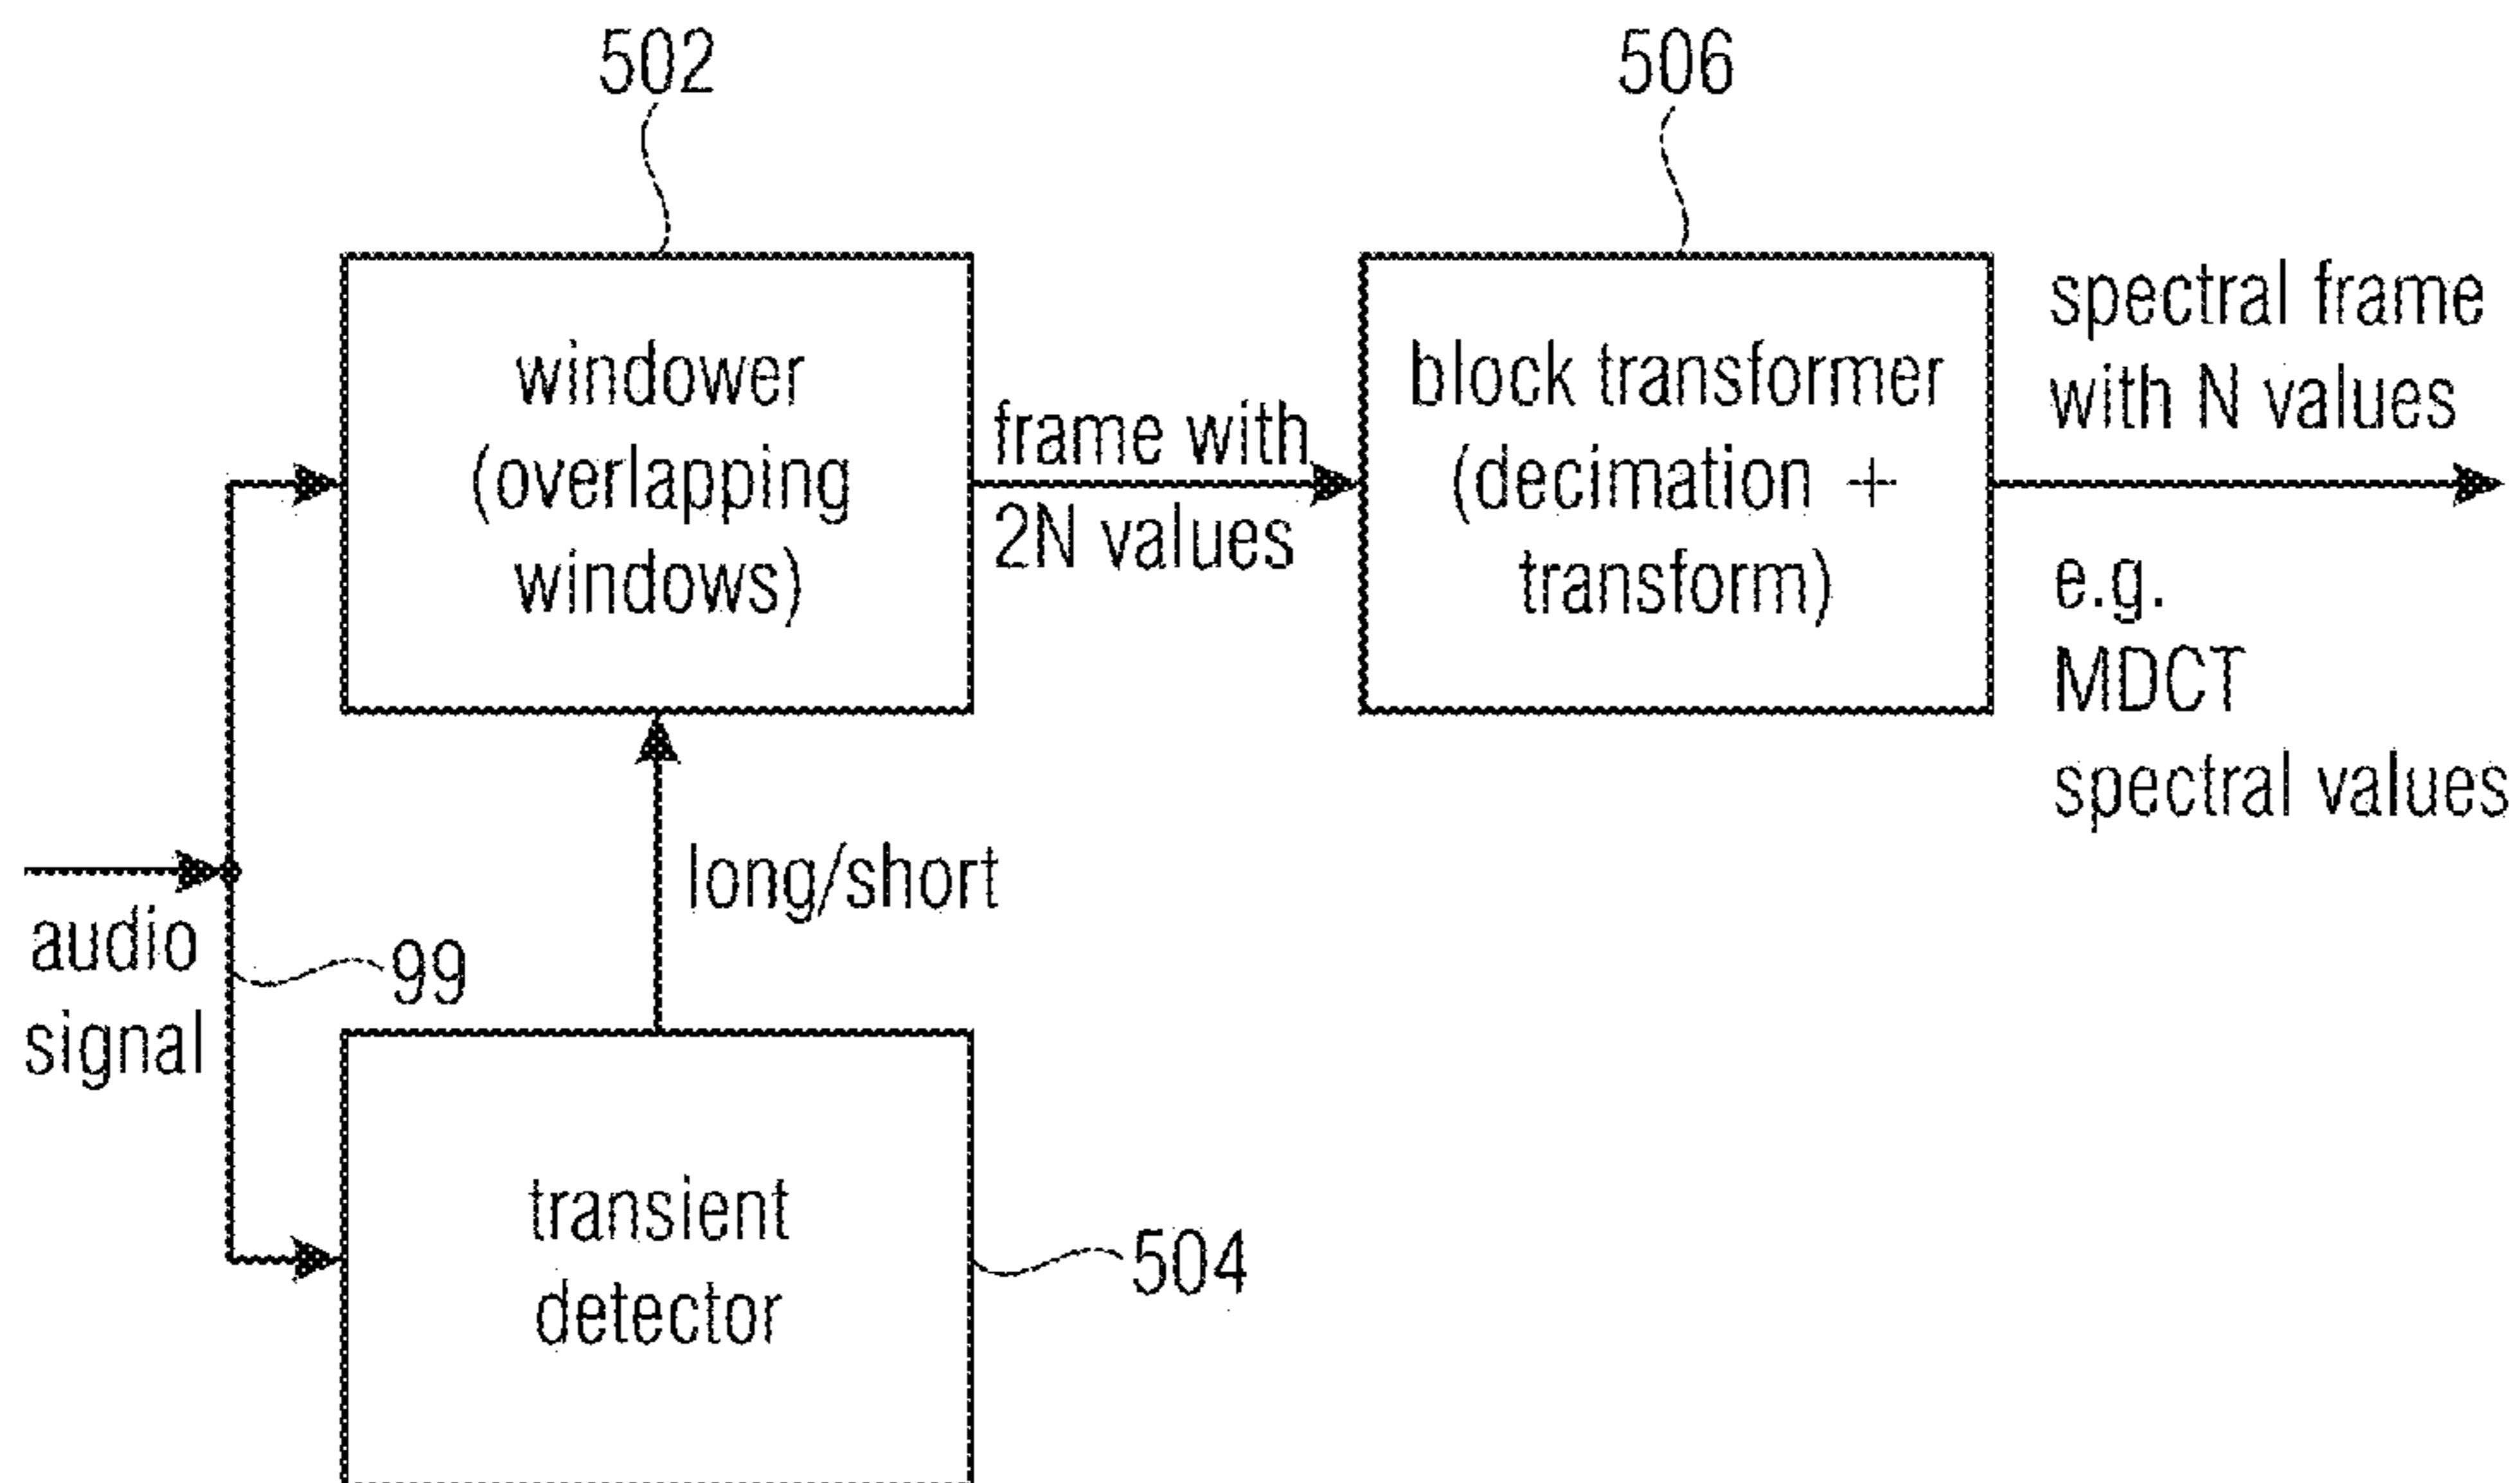 502
506
windower
(overlapping
windows)
frame with
2N values
block transformer
(decimation +
transform)
spectral frame
with N values
e.g.
MDCT
spectral values
long/short
audio
signal
99
transient
detector
504